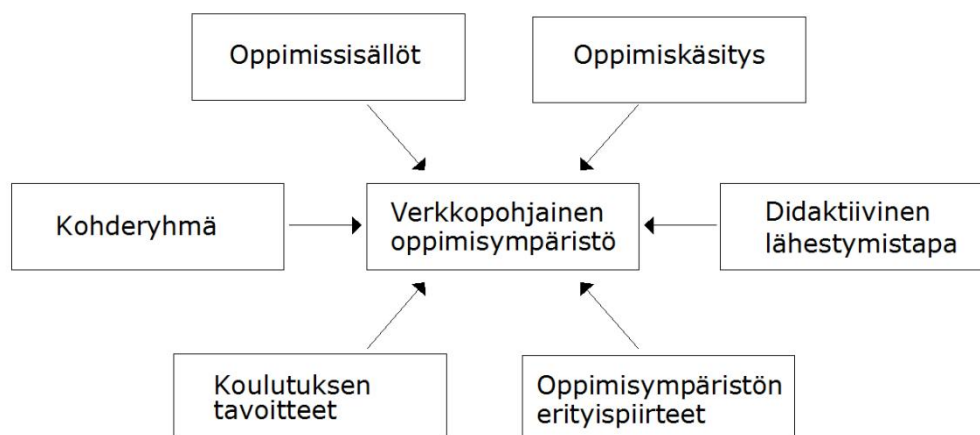 Oppimissisällöt
Oppimiskäsitys
Kohderyhmä
Verkkopohjainen
oppimisympäristö
Didaktiivinen
lähestymistapa
Koulutuksen
tavoitteet
Oppimisympäristön
erityispiirteet